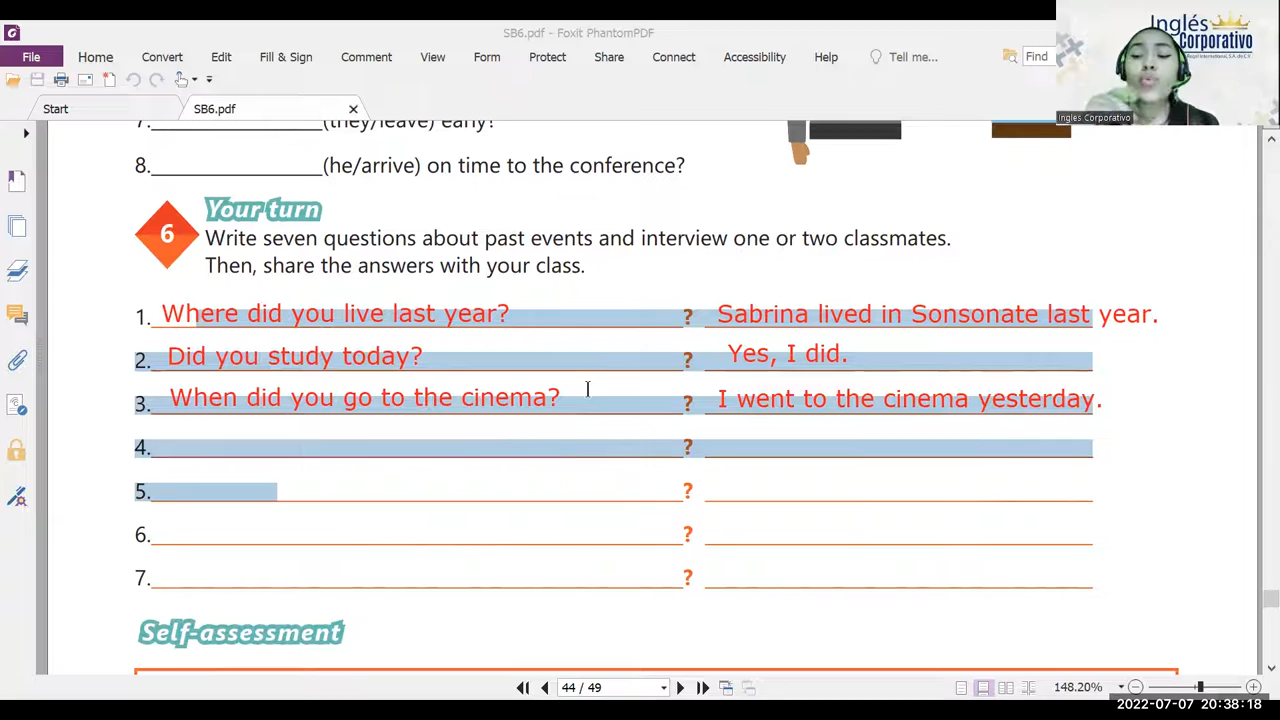 SB6.pdf - Foxit PhantomPDF
File Home Convert Edit Fill & Sign Comment View Form Protect Share Connect Accessibility Help Tell me... Find
Inglés
Corporativo
Ingles Corporativo
Start SB6.pdf
7. (they/leave) early?
8. (he/arrive) on time to the conference?
Your turn
6 Write seven questions about past events and interview one or two classmates.
Then, share the answers with your class.
1. Where did you live last year? ? Sabrina lived in Sonsonate last year.
2. Did you study today? ? Yes, I did.
3. When did you go to the cinema? ? I went to the cinema yesterday.
4. ?
5. ?
6. ?
7. ?
Self-assessment
44 / 49 148.20%
2022-07-07 20:38:18